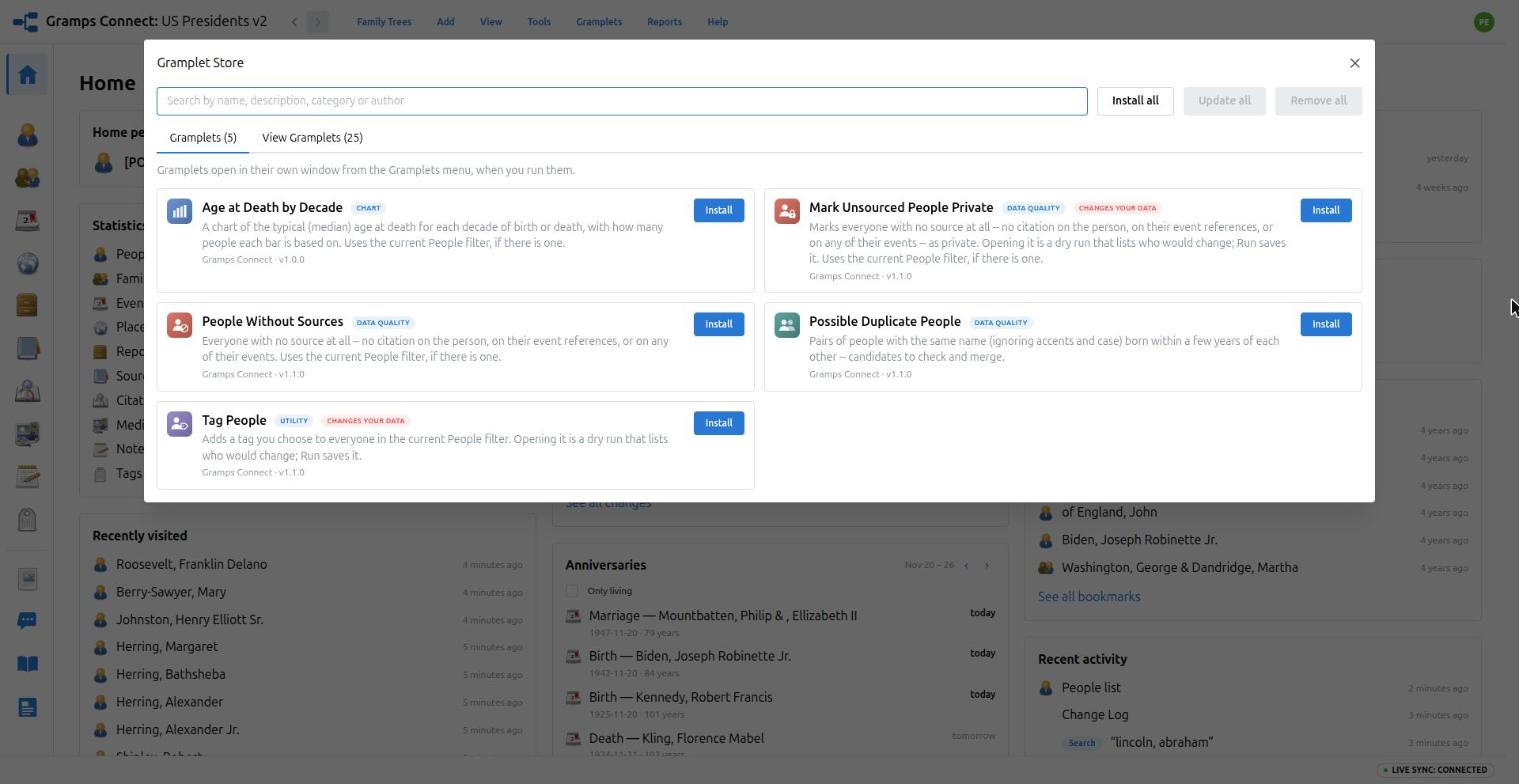 Gramps Connect: US Presidents v2
Family Trees
Add
View
Tools
Gramplets
Reports
Help
PE
Gramplet Store
Search by name, description, category or author
Install all
Update all
Remove all
Gramplets (5)
View Gramplets (25)
Gramplets open in their own window from the Gramplets menu, when you run them.
Age at Death by Decade
CHART
Install
A chart of the typical (median) age at death for each decade of birth or death, with how many
people each bar is based on. Uses the current People filter, if there is one.
Gramps Connect · v1.0.0
Mark Unsourced People Private
DATA QUALITY
CHANGES YOUR DATA
Install
Marks everyone with no source at all – no citation on the person, on their event references, or
on any of their events – as private. Opening it is a dry run that lists who would change; Run saves
it. Uses the current People filter, if there is one.
Gramps Connect · v1.1.0
People Without Sources
DATA QUALITY
Install
Everyone with no source at all – no citation on the person, on their event references, or on any
of their events. Uses the current People filter, if there is one.
Gramps Connect · v1.1.0
Possible Duplicate People
DATA QUALITY
Install
Pairs of people with the same name (ignoring accents and case) born within a few years of each
other – candidates to check and merge.
Gramps Connect · v1.1.0
Tag People
UTILITY
CHANGES YOUR DATA
Install
Adds a tag you choose to everyone in the current People filter. Opening it is a dry run that lists
who would change; Run saves it.
Gramps Connect · v1.1.0
Home
Home pe
[PO
Statistics
Peop
Fami
Even
Place
Repo
Sour
Citat
Medi
Note
Tags
Recently visited
Roosevelt, Franklin Delano
4 minutes ago
Berry-Sawyer, Mary
4 minutes ago
Johnston, Henry Elliott Sr.
4 minutes ago
Herring, Margaret
5 minutes ago
Herring, Bathsheba
5 minutes ago
Herring, Alexander
5 minutes ago
Herring, Alexander Jr.
5 minutes ago
See all changes
Anniversaries
Nov 20 – 26
Only living
Marriage — Mountbatten, Philip & , Ellizabeth II
today
1947-11-20 · 79 years
Birth — Biden, Joseph Robinette Jr.
today
1942-11-20 · 84 years
Birth — Kennedy, Robert Francis
today
1925-11-20 · 101 years
Death — Kling, Florence Mabel
tomorrow
yesterday
4 weeks ago
4 years ago
4 years ago
4 years ago
of England, John
4 years ago
Biden, Joseph Robinette Jr.
4 years ago
Washington, George & Dandridge, Martha
4 years ago
See all bookmarks
Recent activity
People list
2 minutes ago
Change Log
3 minutes ago
Search
"lincoln, abraham"
3 minutes ago
LIVE SYNC: CONNECTED